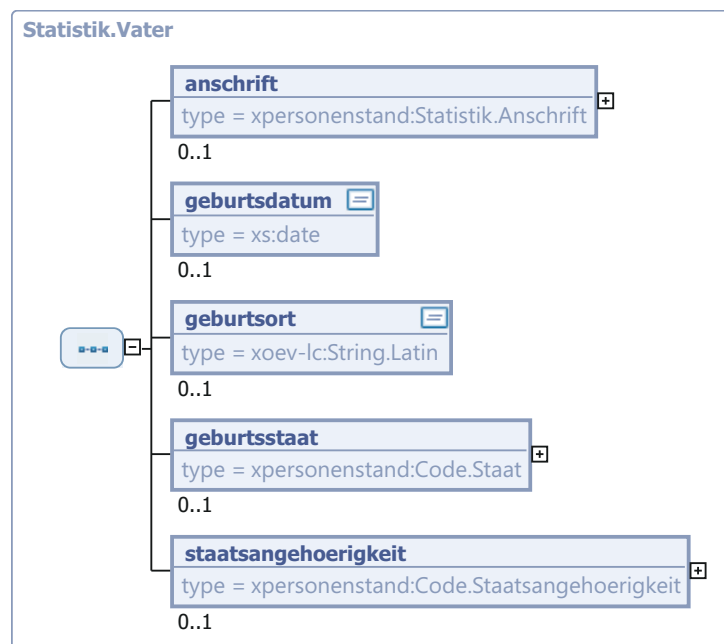 Statistik.Vater
anschrift
type = xpersonenstand:Statistik.Anschrift
0..1
geburtsdatum
type = xs:date
0..1
geburtsort
type = xoev-lc:String.Latin
0..1
geburtsstaat
type = xpersonenstand:Code.Staat
0..1
staatsangehoerigkeit
type = xpersonenstand:Code.Staatsangehoerigkeit
0..1